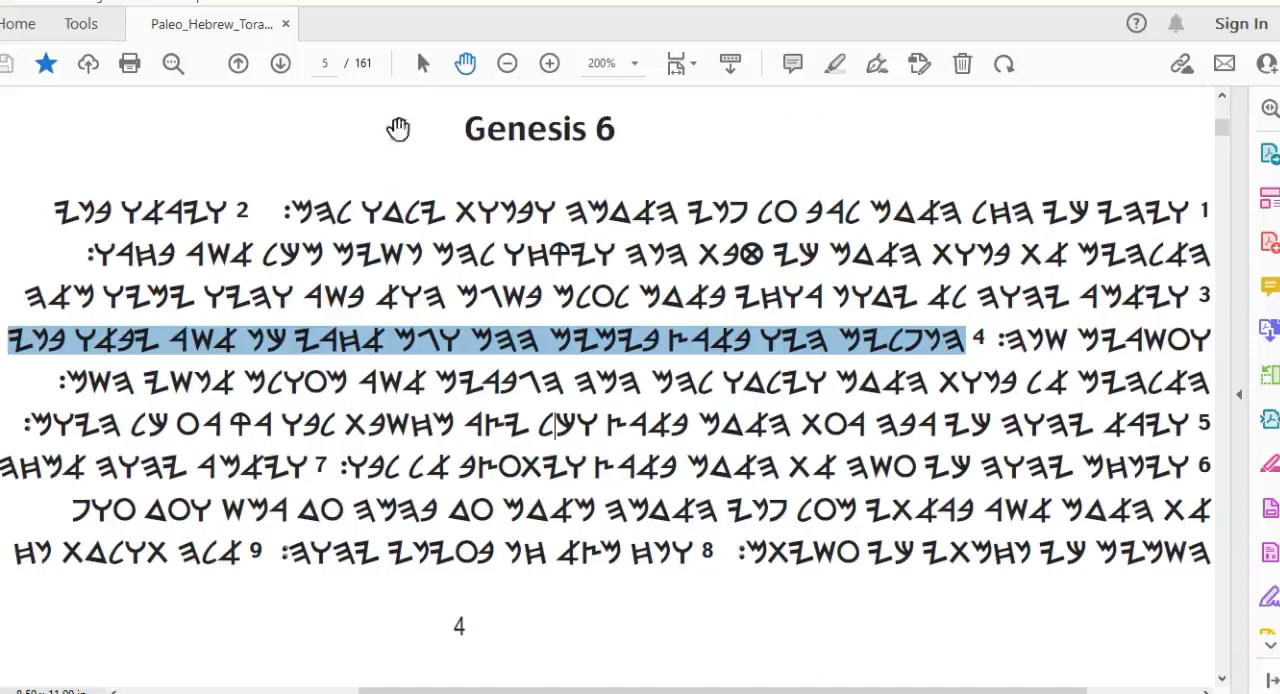 Home Tools Paleo_Hebrew_Tora... × Sign In
5 / 161 200%
Genesis 6
1 𐤅𐤉𐤄𐤉 𐤊𐤉 𐤄𐤇𐤋 𐤄𐤀𐤃𐤌 𐤋𐤓𐤁 𐤏𐤋 𐤐𐤍𐤉 𐤄𐤀𐤃𐤌𐤄 𐤅𐤁𐤍𐤅𐤕 𐤉𐤋𐤃𐤅 𐤋𐤄𐤌: 2 𐤅𐤉𐤓𐤀𐤅 𐤁𐤍𐤉
𐤄𐤀𐤋𐤄𐤉𐤌 𐤀𐤕 𐤁𐤍𐤅𐤕 𐤄𐤀𐤃𐤌 𐤊𐤉 𐤈𐤁𐤕 𐤄𐤍𐤄 𐤅𐤉𐤒𐤇𐤅 𐤋𐤄𐤌 𐤍𐤔𐤉𐤌 𐤌𐤊𐤋 𐤀𐤔𐤓 𐤁𐤇𐤓𐤅:
3 𐤅𐤉𐤀𐤌𐤓 𐤉𐤄𐤅𐤄 𐤋𐤀 𐤉𐤃𐤅𐤍 𐤓𐤅𐤇𐤉 𐤁𐤀𐤃𐤌 𐤋𐤏𐤋𐤌 𐤁𐤔𐤂𐤌 𐤄𐤅𐤀 𐤁𐤔𐤓 𐤅𐤄𐤉𐤅 𐤉𐤌𐤉𐤅 𐤌𐤀𐤄
𐤅𐤏𐤔𐤓𐤉𐤌 𐤔𐤍𐤄: 4 𐤄𐤍𐤐𐤋𐤉𐤌 𐤄𐤉𐤅 𐤁𐤀𐤓𐤑 𐤁𐤉𐤌𐤉𐤌 𐤄𐤄𐤌 𐤅𐤂𐤌 𐤀𐤇𐤓𐤉 𐤊𐤍 𐤀𐤔𐤓 𐤉𐤁𐤀𐤅 𐤁𐤍𐤉
𐤄𐤀𐤋𐤄𐤉𐤌 𐤀𐤋 𐤁𐤍𐤅𐤕 𐤄𐤀𐤃𐤌 𐤅𐤉𐤋𐤃𐤅 𐤋𐤄𐤌 𐤄𐤌𐤄 𐤄𐤂𐤁𐤓𐤉𐤌 𐤀𐤔𐤓 𐤌𐤏𐤅𐤋𐤌 𐤀𐤍𐤔𐤉 𐤄𐤔𐤌:
5 𐤅𐤉𐤓𐤀 𐤉𐤄𐤅𐤄 𐤊𐤉 𐤓𐤁𐤄 𐤓𐤏𐤕 𐤄𐤀𐤃𐤌 𐤁𐤀𐤓𐤑 𐤅𐤊𐤋 𐤉𐤑𐤓 𐤌𐤇𐤔𐤁𐤕 𐤋𐤁𐤅 𐤓𐤒 𐤓𐤏 𐤊𐤋 𐤄𐤉𐤅𐤌:
6 𐤅𐤉𐤍𐤇𐤌 𐤉𐤄𐤅𐤄 𐤊𐤉 𐤏𐤔𐤄 𐤀𐤕 𐤄𐤀𐤃𐤌 𐤁𐤀𐤓𐤑 𐤅𐤉𐤕𐤏𐤑𐤁 𐤀𐤋 𐤋𐤁𐤅: 7 𐤅𐤉𐤀𐤌𐤓 𐤉𐤄𐤅𐤄 𐤀𐤌𐤇𐤄
𐤀𐤕 𐤄𐤀𐤃𐤌 𐤀𐤔𐤓 𐤁𐤓𐤀𐤕𐤉 𐤌𐤏𐤋 𐤐𐤍𐤉 𐤄𐤀𐤃𐤌𐤄 𐤌𐤀𐤃𐤌 𐤏𐤃 𐤁𐤄𐤌𐤄 𐤏𐤃 𐤓𐤌𐤔 𐤅𐤏𐤃 𐤏𐤅𐤐
𐤄𐤔𐤌𐤉𐤌 𐤊𐤉 𐤍𐤇𐤌𐤕𐤉 𐤊𐤉 𐤏𐤔𐤉𐤕𐤌: 8 𐤅𐤍𐤇 𐤌𐤑𐤀 𐤇𐤍 𐤁𐤏𐤉𐤍𐤉 𐤉𐤄𐤅𐤄: 9 𐤀𐤋𐤄 𐤕𐤅𐤋𐤃𐤕 𐤍𐤇
4